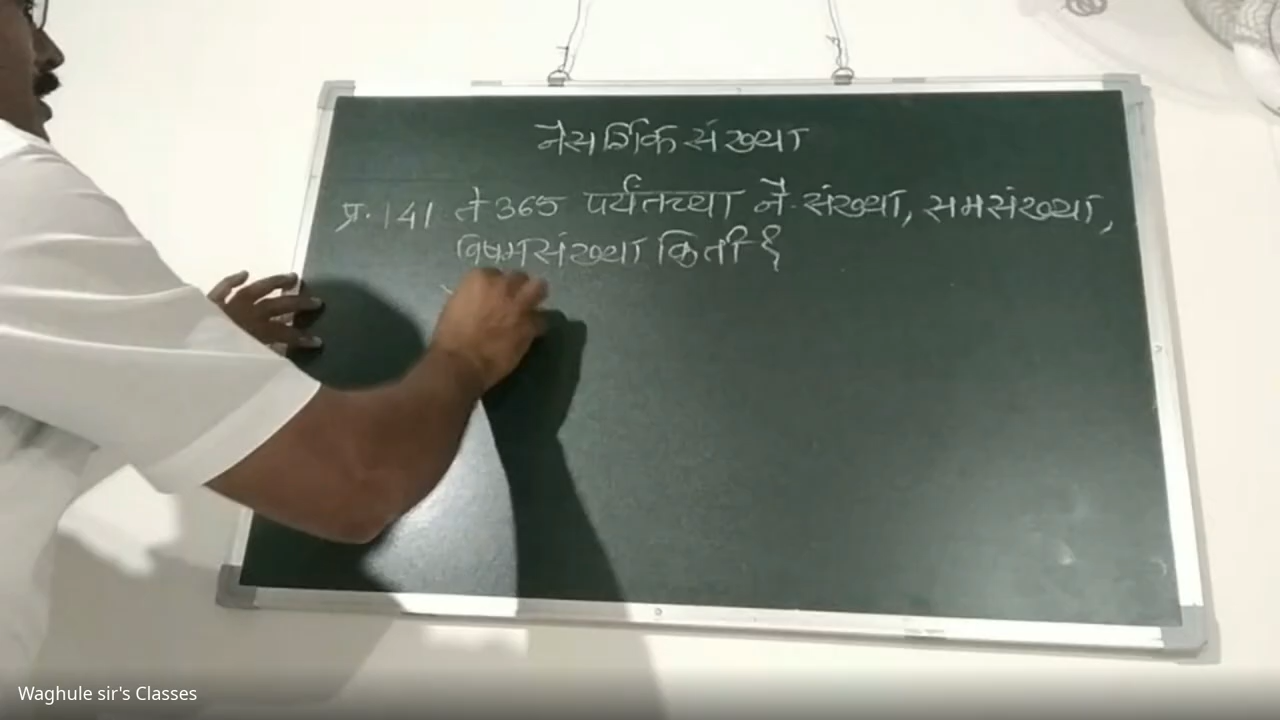 नैसर्गिक संख्या
प्र. 141 ते 365 पर्यंतच्या नै. संख्या, समसंख्या,
विषमसंख्या किती?
Waghule sir's Classes